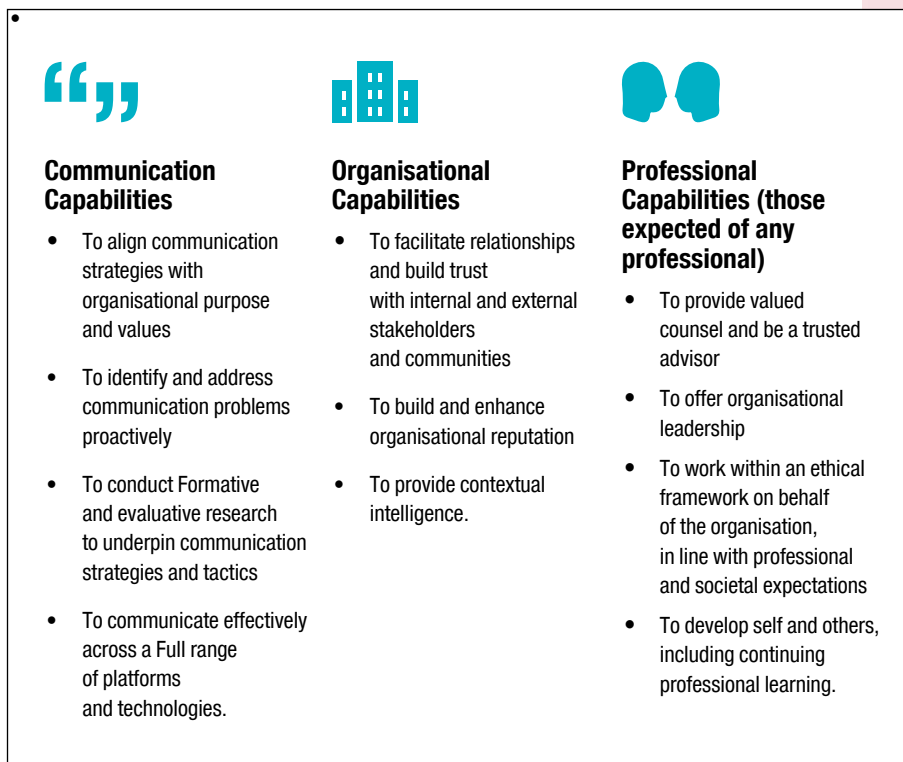 Communication
Capabilities
• To align communication
strategies with
organisational purpose
and values
• To identify and address
communication problems
proactively
• To conduct Formative
and evaluative research
to underpin communication
strategies and tactics
• To communicate effectively
across a Full range
of platforms
and technologies.
Organisational
Capabilities
• To facilitate relationships
and build trust
with internal and external
stakeholders
and communities
• To build and enhance
organisational reputation
• To provide contextual
intelligence.
Professional
Capabilities (those
expected of any
professional)
• To provide valued
counsel and be a trusted
advisor
• To offer organisational
leadership
• To work within an ethical
framework on behalf
of the organisation,
in line with professional
and societal expectations
• To develop self and others,
including continuing
professional learning.